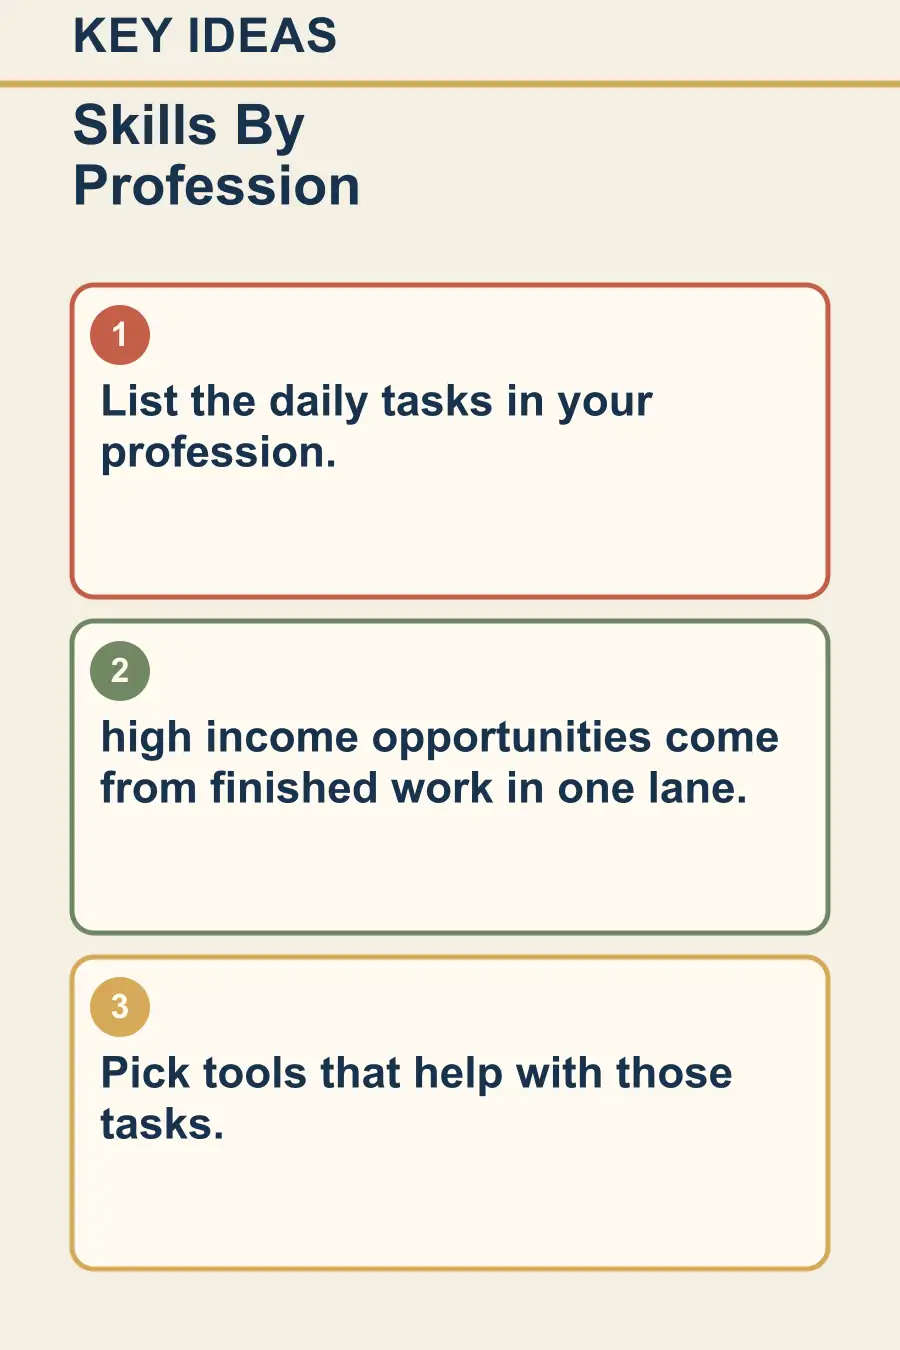 KEY IDEAS
Skills By
Profession
1
List the daily tasks in your
profession.
2
high income opportunities come
from finished work in one lane.
3
Pick tools that help with those
tasks.